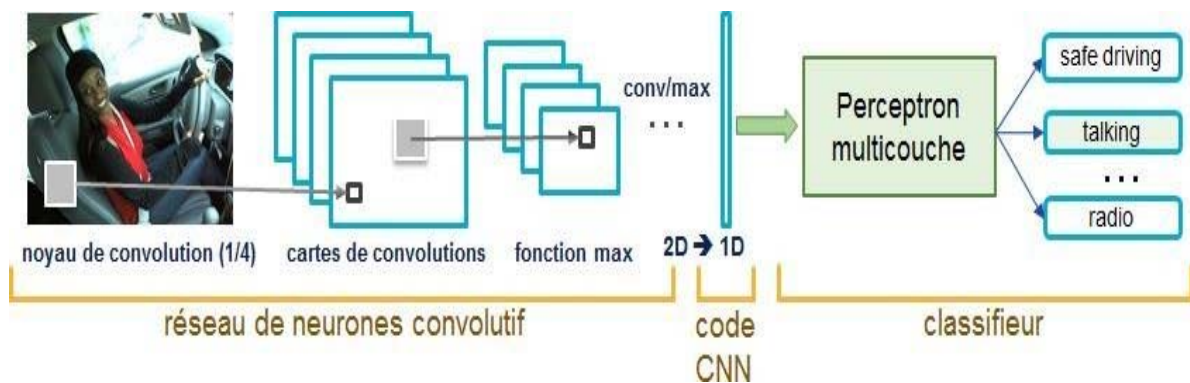 noyau de convolution (1/4)
cartes de convolutions
fonction max
conv/max
...
2D ➔ 1D
Perceptron
multicouche
safe driving
talking
...
radio
réseau de neurones convolutif
code
CNN
classifieur